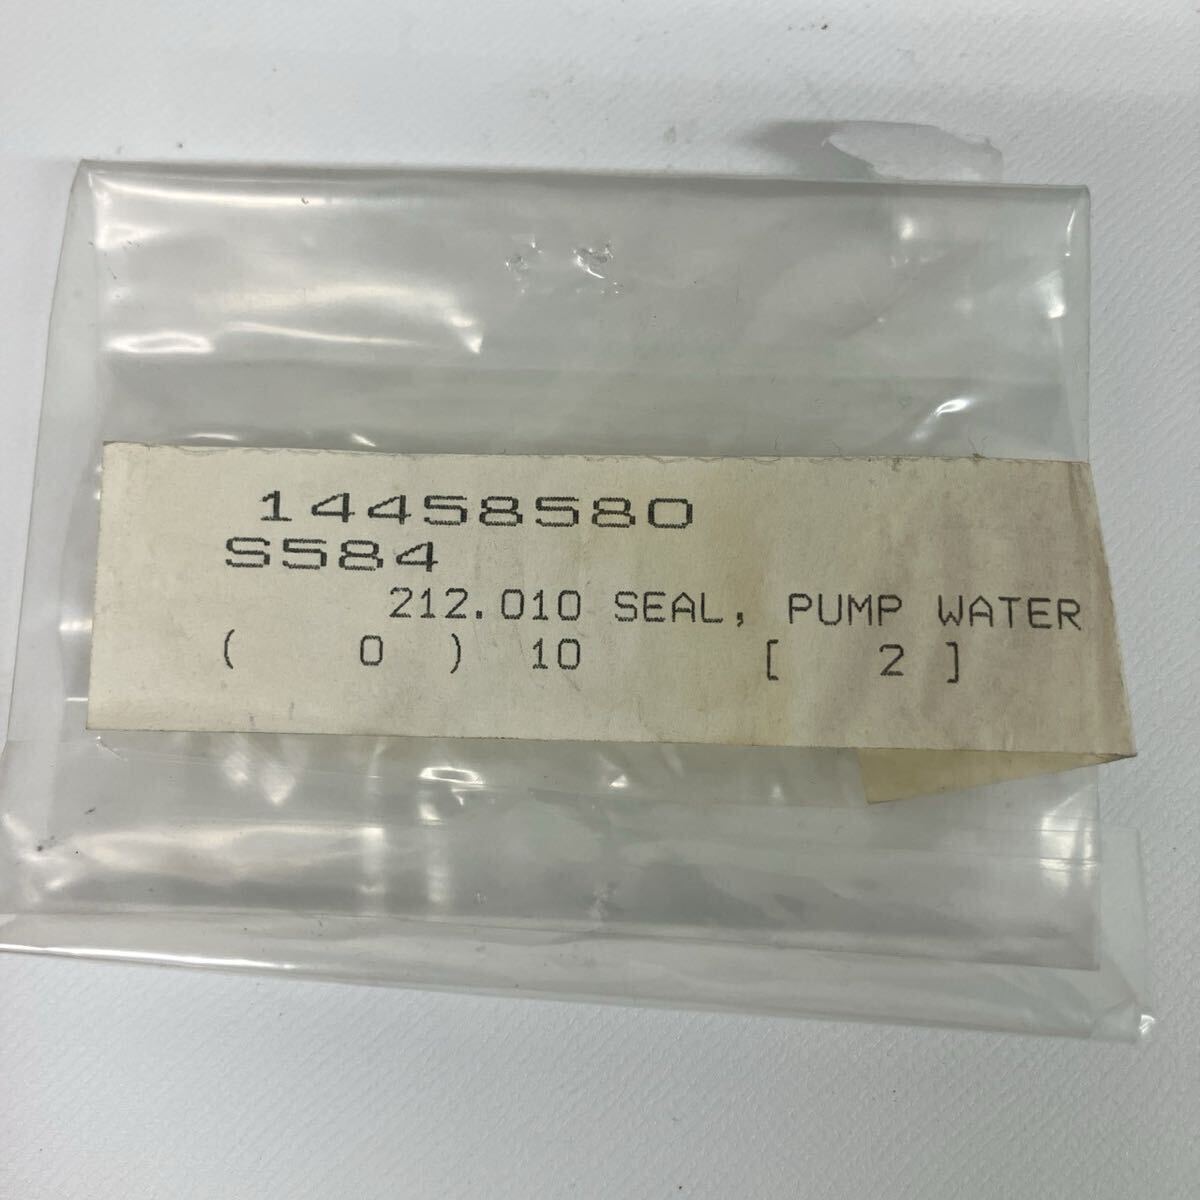 14458580
S584
212.010 SEAL, PUMP WATER
( 0 ) 10 [ 2 ]